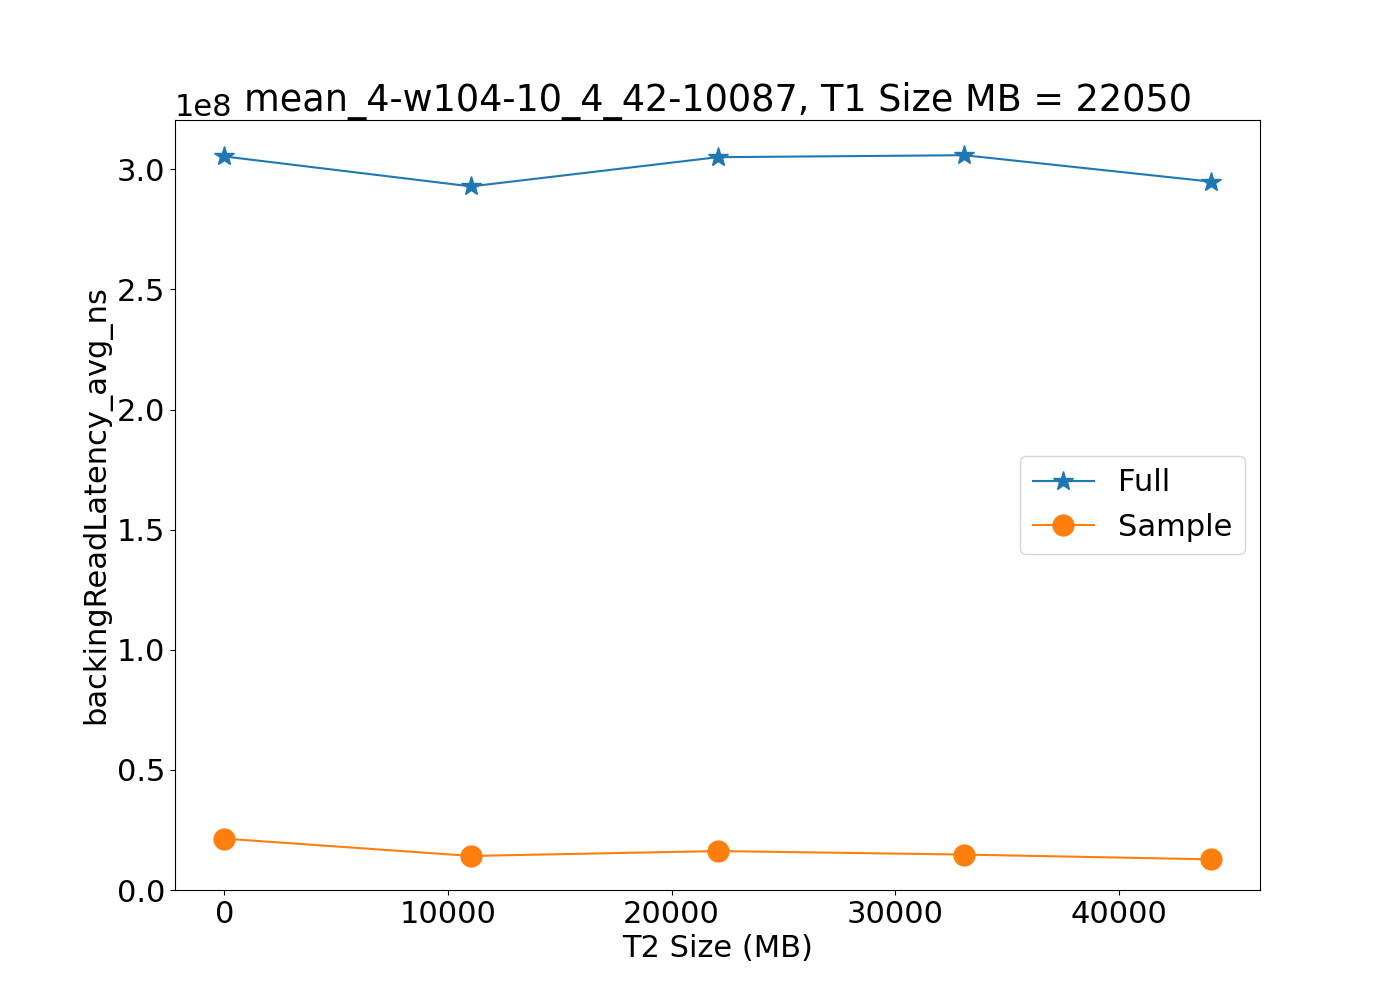 1e8 mean_4-w104-10_4_42-10087, T1 Size MB = 22050
3.0
2.5
2.0
1.5
1.0
0.5
0.0
backingReadLatency_avg_ns
Full
Sample
0 10000 20000 30000 40000
T2 Size (MB)